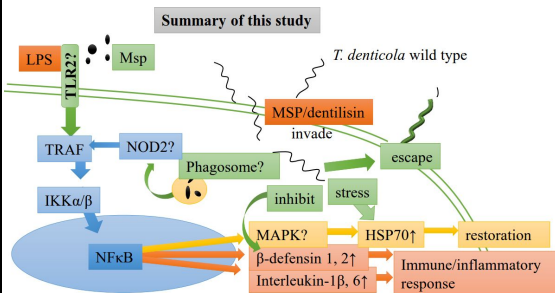 Summary of this study
LPS
TLR2?
Msp
T. denticola wild type
MSP/dentilisin
invade
TRAF
NOD2?
Phagosome?
escape
IKKα/β
inhibit
stress
NFκB
MAPK?
HSP70↑
restoration
β-defensin 1, 2↑
Interleukin-1β, 6↑
Immune/inflammatory
response